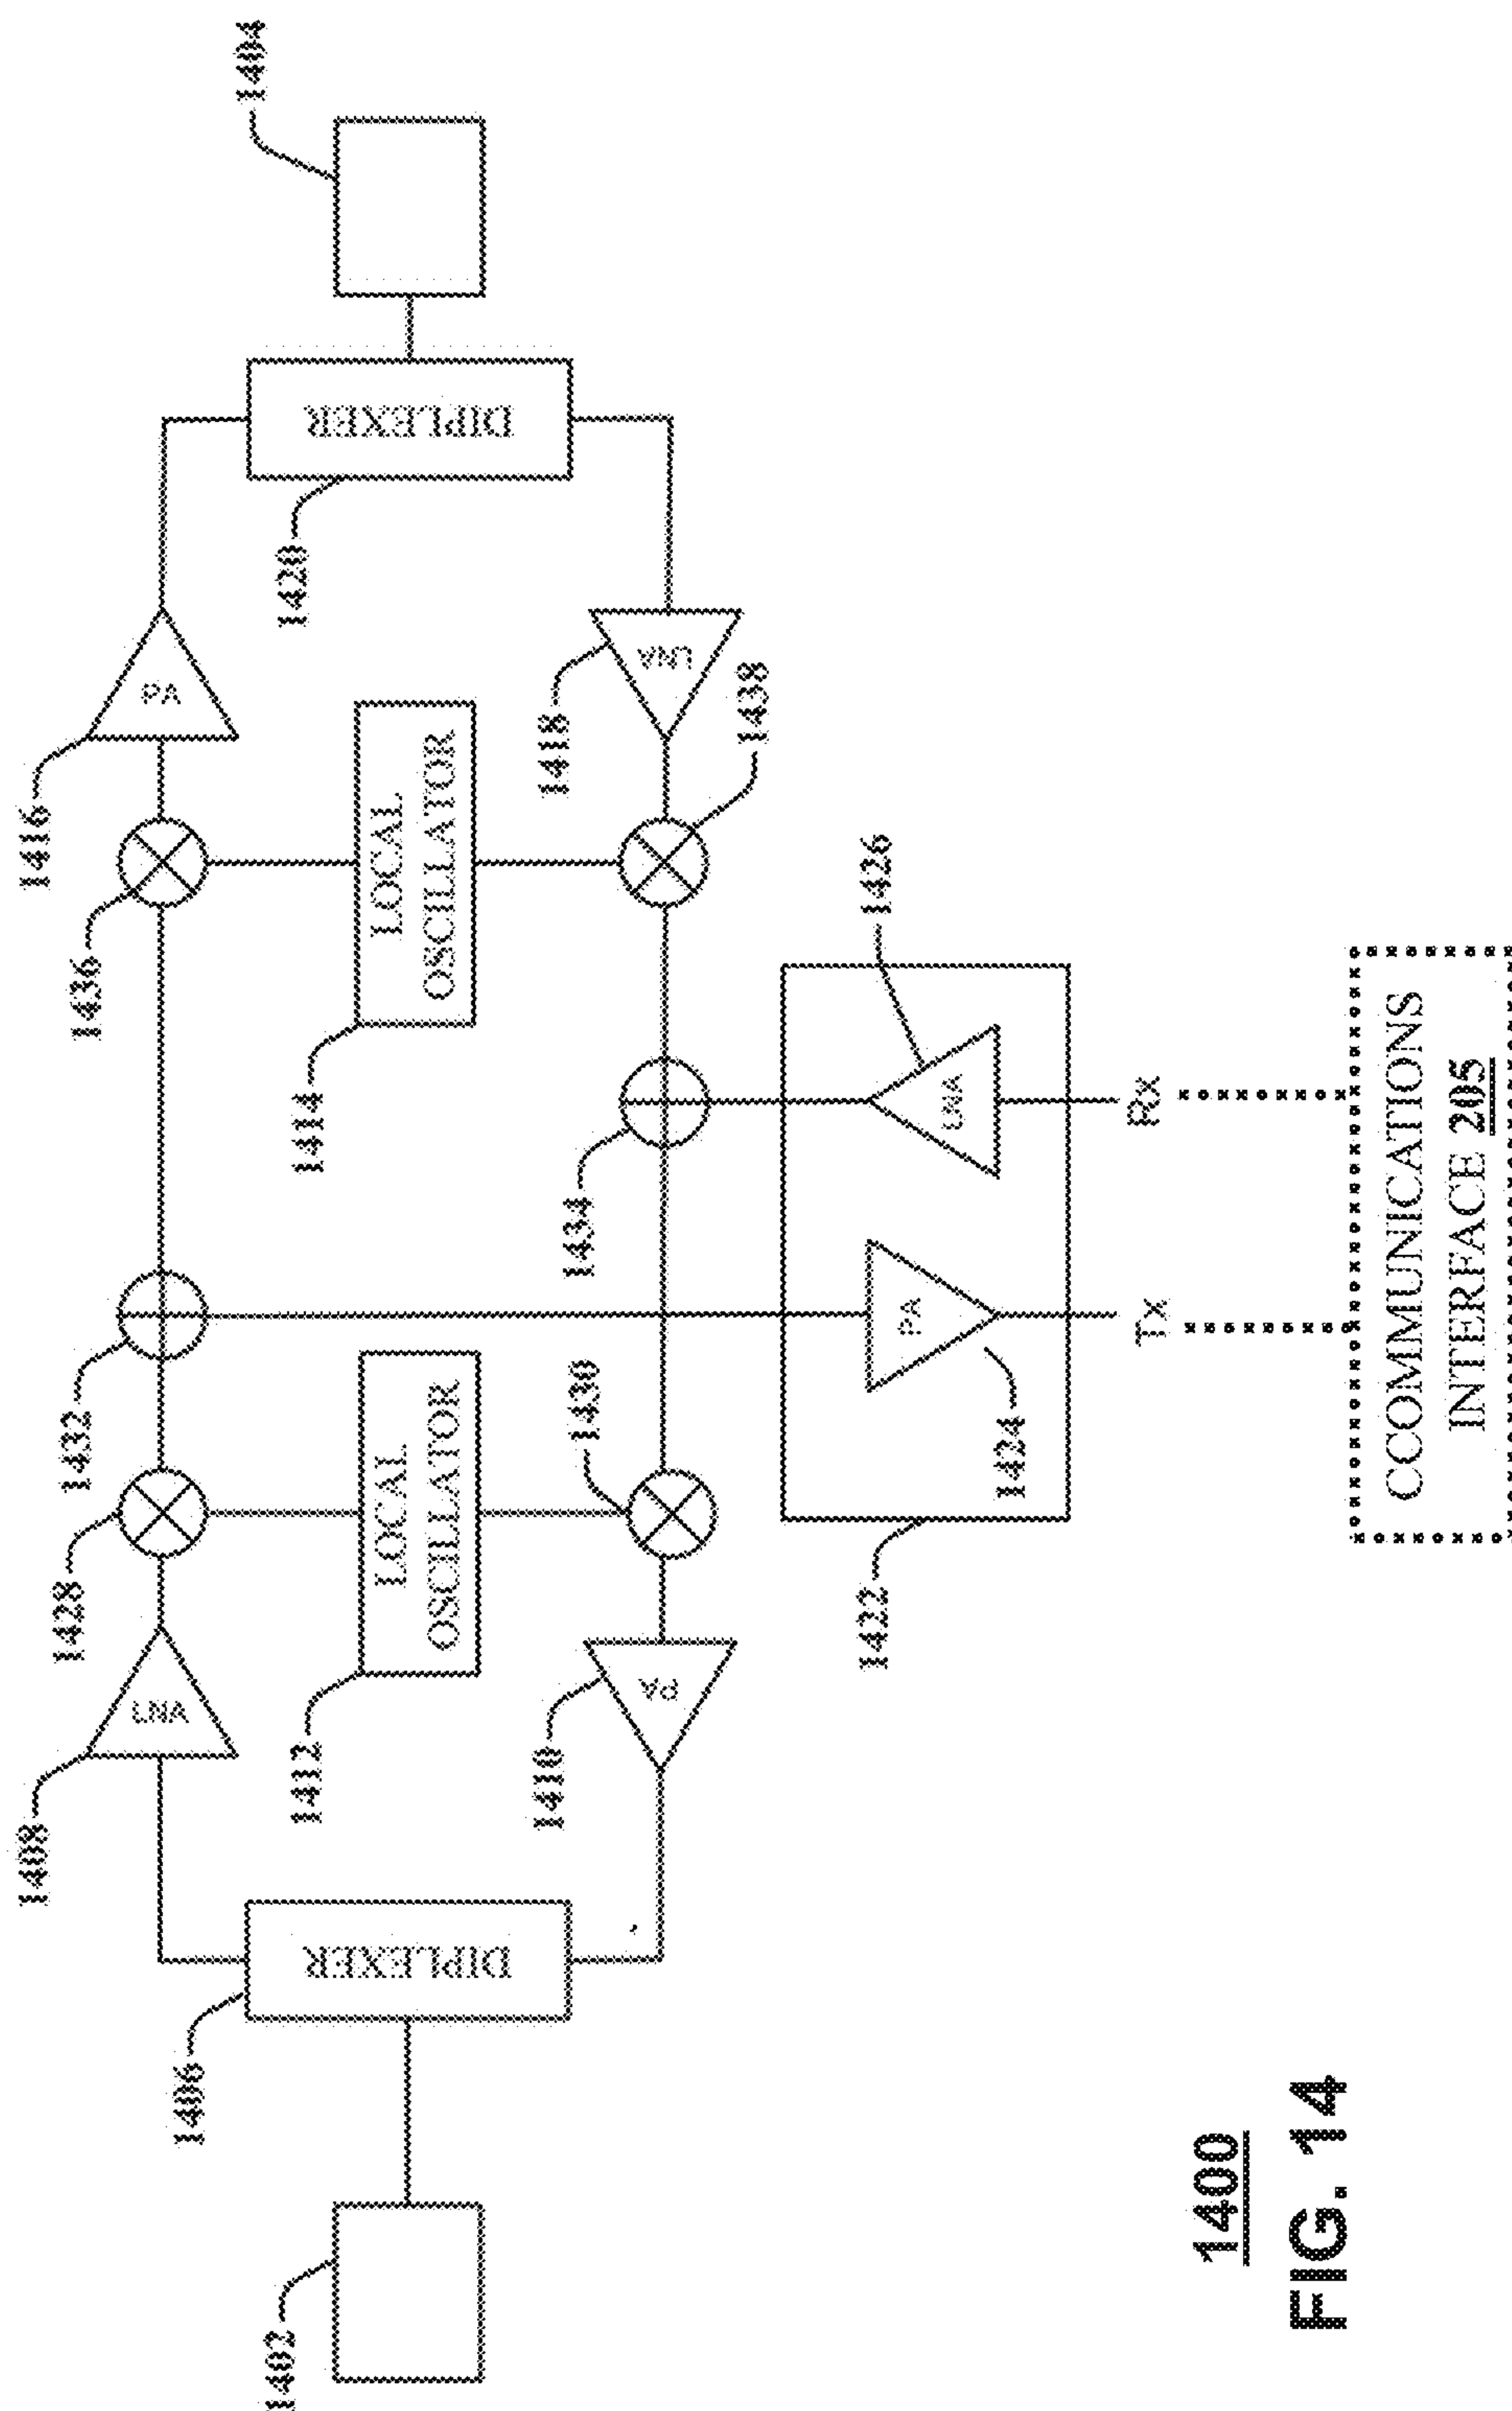 1408
1416
1428
1432
1436
LNA
PA
1406
1402
1412
1414
1420
1404
DIPLEXER
LOCAL
OSCILLATOR
LOCAL
OSCILLATOR
DIPLEXER
1410
1430
1434
1418
PA
LNA
1438
1422
1424
1426
PA
LNA
TX
Rx
CCOMMUNICATIONS
INTERFACE 205
1400
FIG. 14